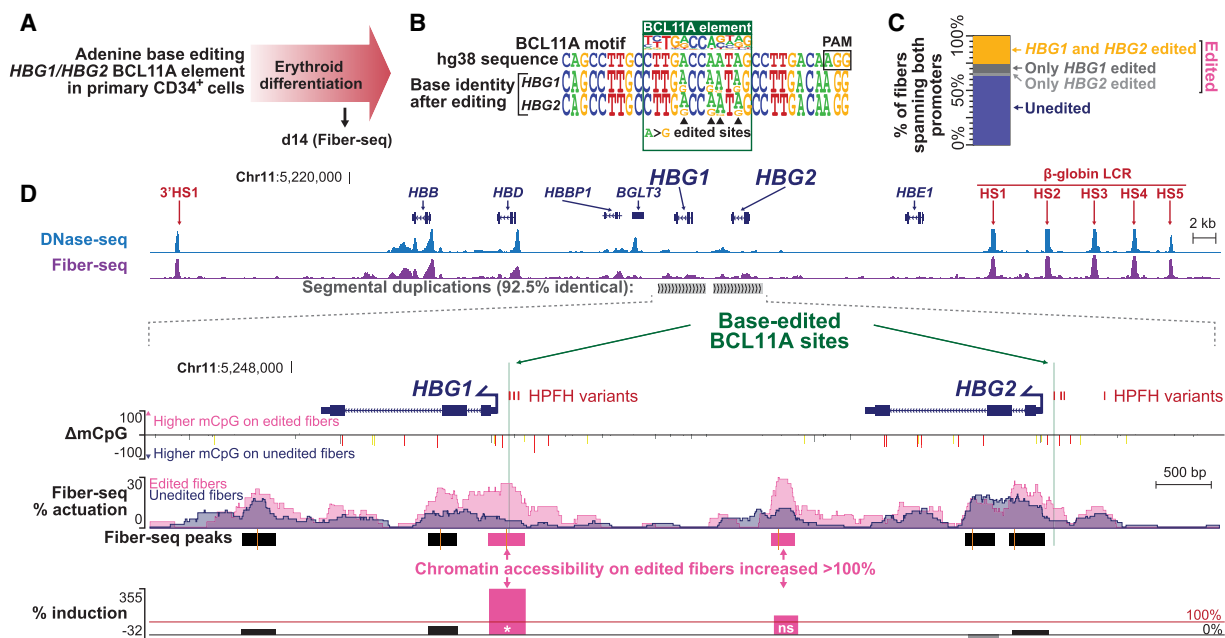 A
Adenine base editing
HBG1/HBG2 BCL11A element
in primary CD34+ cells
Erythroid
differentiation
d14 (Fiber-seq)
B
BCL11A element
BCL11A motif
hg38 sequence
PAM
CAGCCTTGCCTTGACCAATAGCCTTGACAAGG
Base identity
after editing
HBG1
HBG2
A>G edited sites
C
% of fibers
spanning both
promoters
100%
50%
0%
HBG1 and HBG2 edited
Only HBG1 edited
Only HBG2 edited
Unedited
Edited
D
Chr11:5,220,000
3'HS1
HBB
HBD
HBBP1
BGLT3
HBG1
HBG2
HBE1
β-globin LCR
HS1
HS2
HS3
HS4
HS5
2 kb
DNase-seq
Fiber-seq
Segmental duplications (92.5% identical):
Base-edited
BCL11A sites
Chr11:5,248,000
HBG1
HPFH variants
HBG2
HPFH variants
ΔmCpG
100
-100
Higher mCpG on edited fibers
Higher mCpG on unedited fibers
500 bp
Fiber-seq
% actuation
30
0
Edited fibers
Unedited fibers
Fiber-seq peaks
Chromatin accessibility on edited fibers increased >100%
% induction
355
-32
*
ns
100%
0%